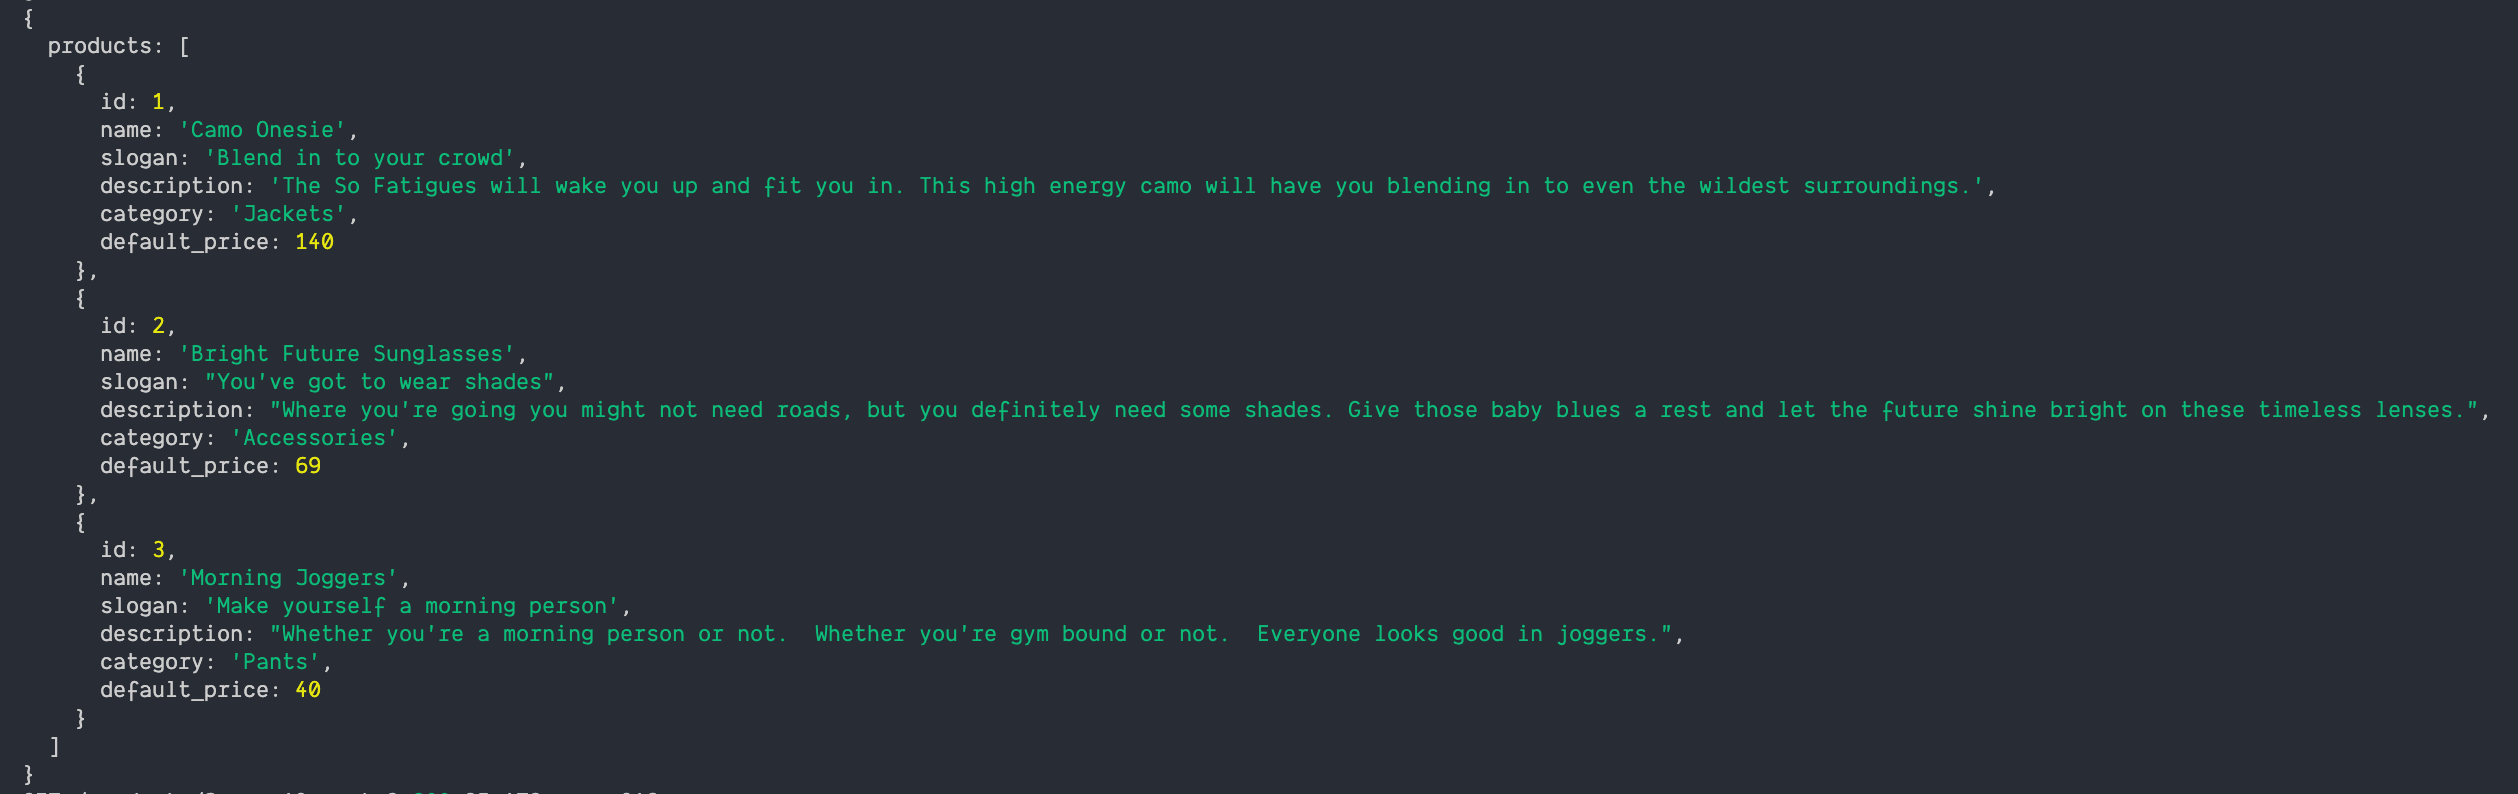 {
products: [
{
id: 1,
name: 'Camo Onesie',
slogan: 'Blend in to your crowd',
description: 'The So Fatigues will wake you up and fit you in. This high energy camo will have you blending in to even the wildest surroundings.',
category: 'Jackets',
default_price: 140
},
{
id: 2,
name: 'Bright Future Sunglasses',
slogan: "You've got to wear shades",
description: "Where you're going you might not need roads, but you definitely need some shades. Give those baby blues a rest and let the future shine bright on these timeless lenses.",
category: 'Accessories',
default_price: 69
},
{
id: 3,
name: 'Morning Joggers',
slogan: 'Make yourself a morning person',
description: "Whether you're a morning person or not.  Whether you're gym bound or not.  Everyone looks good in joggers.",
category: 'Pants',
default_price: 40
}
]
}